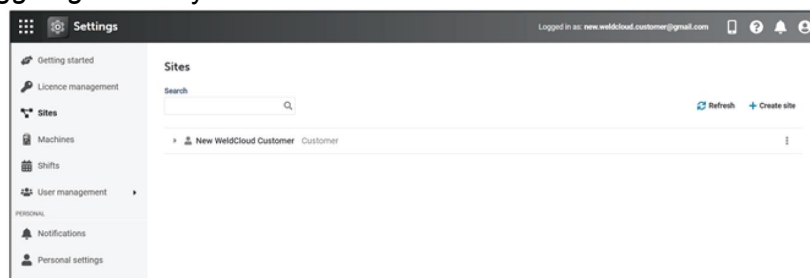 Settings
Logged in as: new.weldcloud.customer@gmail.com
Getting started
Licence management
Sites
Machines
Shifts
User management
PERSONAL
Notifications
Personal settings
Sites
Search
Refresh
+ Create site
New WeldCloud Customer Customer